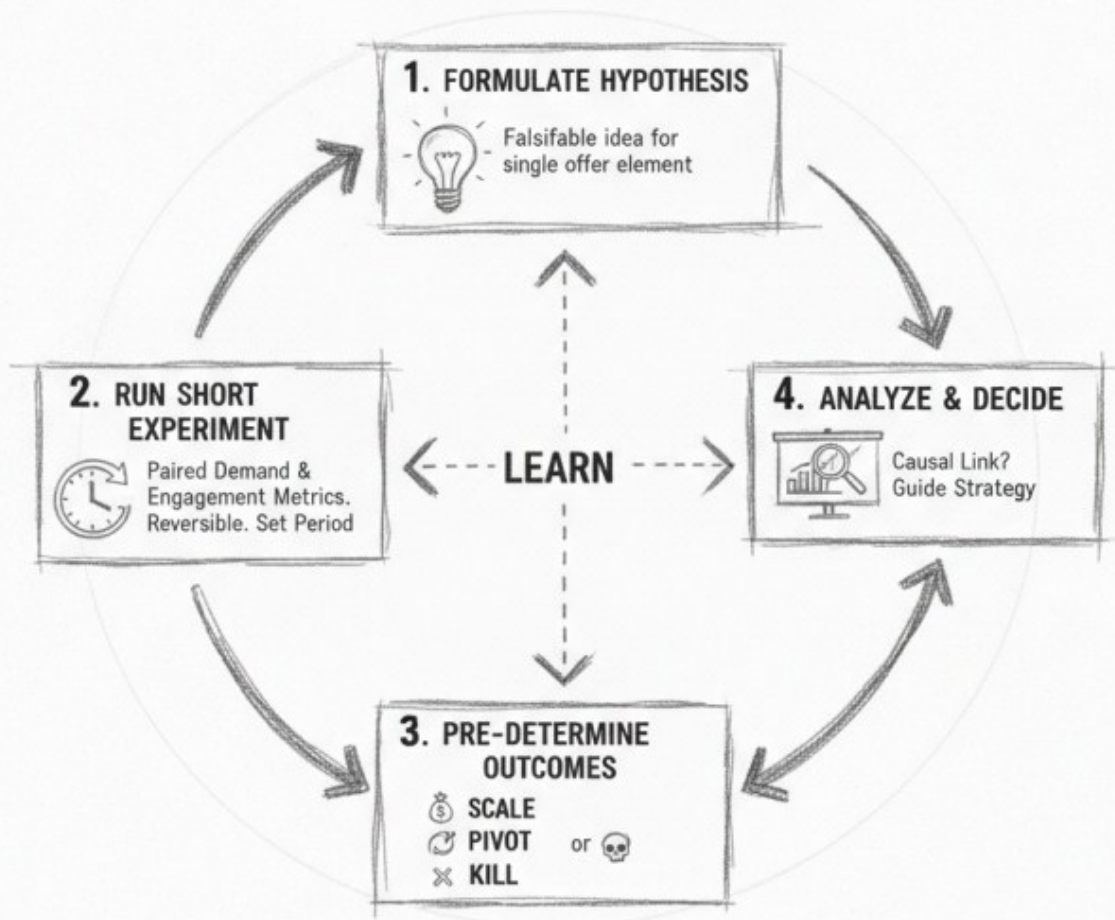 1. FORMULATE HYPOTHESIS
Falsifable idea for
single offer element
2. RUN SHORT
EXPERIMENT
Paired Demand &
Engagement Metrics.
Reversible. Set Period
LEARN
4. ANALYZE & DECIDE
Causal Link?
Guide Strategy
3. PRE-DETERMINE
OUTCOMES
$ SCALE
PIVOT or
KILL